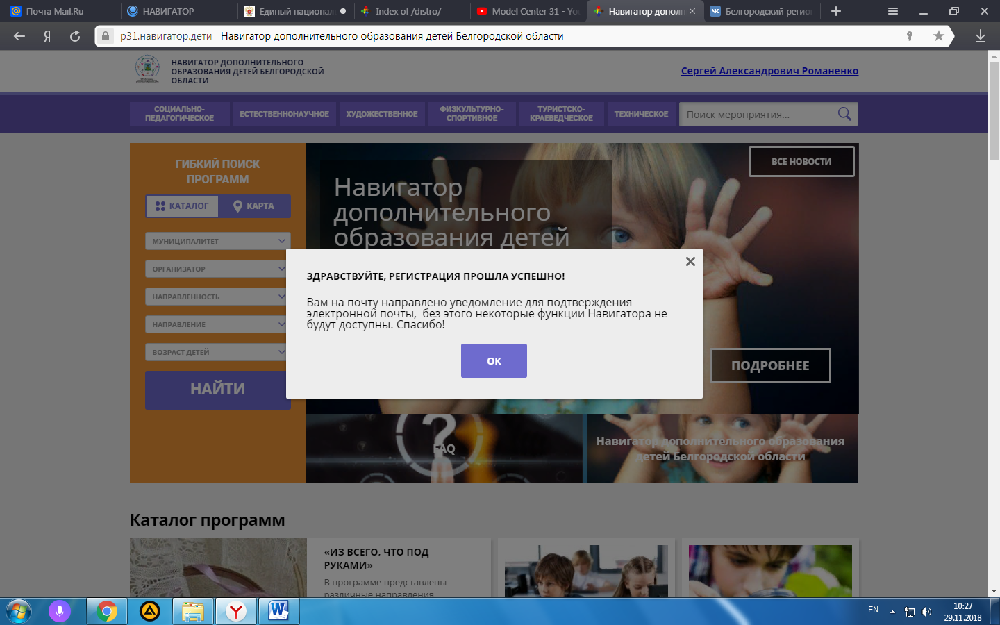 Почта Mail.Ru
НАВИГАТОР
Единый национал
Index of /distro/
Model Center 31 - Yo
Навигатор дополн
Белгородский регио
Я
p31.навигатор.дети Навигатор дополнительного образования детей Белгородской области
НАВИГАТОР ДОПОЛНИТЕЛЬНОГО
ОБРАЗОВАНИЯ ДЕТЕЙ БЕЛГОРОДСКОЙ
ОБЛАСТИ
Сергей Александрович Романенко
СОЦИАЛЬНО-
ПЕДАГОГИЧЕСКОЕ
ЕСТЕСТВЕННОНАУЧНОЕ
ХУДОЖЕСТВЕННОЕ
ФИЗКУЛЬТУРНО-
СПОРТИВНОЕ
ТУРИСТСКО-
КРАЕВЕДЧЕСКОЕ
ТЕХНИЧЕСКОЕ
Поиск мероприятия...
ГИБКИЙ ПОИСК
ПРОГРАММ
КАТАЛОГ
КАРТА
МУНИЦИПАЛИТЕТ
ОРГАНИЗАТОР
НАПРАВЛЕННОСТЬ
НАПРАВЛЕНИЕ
ВОЗРАСТ ДЕТЕЙ
НАЙТИ
ВСЕ НОВОСТИ
Навигатор
дополнительного
образования детей
ЗДРАВСТВУЙТЕ, РЕГИСТРАЦИЯ ПРОШЛА УСПЕШНО!
Вам на почту направлено уведомление для подтверждения
электронной почты, без этого некоторые функции Навигатора не
будут доступны. Спасибо!
ОК
ПОДРОБНЕЕ
FAQ
Навигатор дополнительного образования
детей Белгородской области
Каталог программ
«ИЗ ВСЕГО, ЧТО ПОД
РУКАМИ»
В программе представлены
различные направления
EN
10:27
29.11.2018